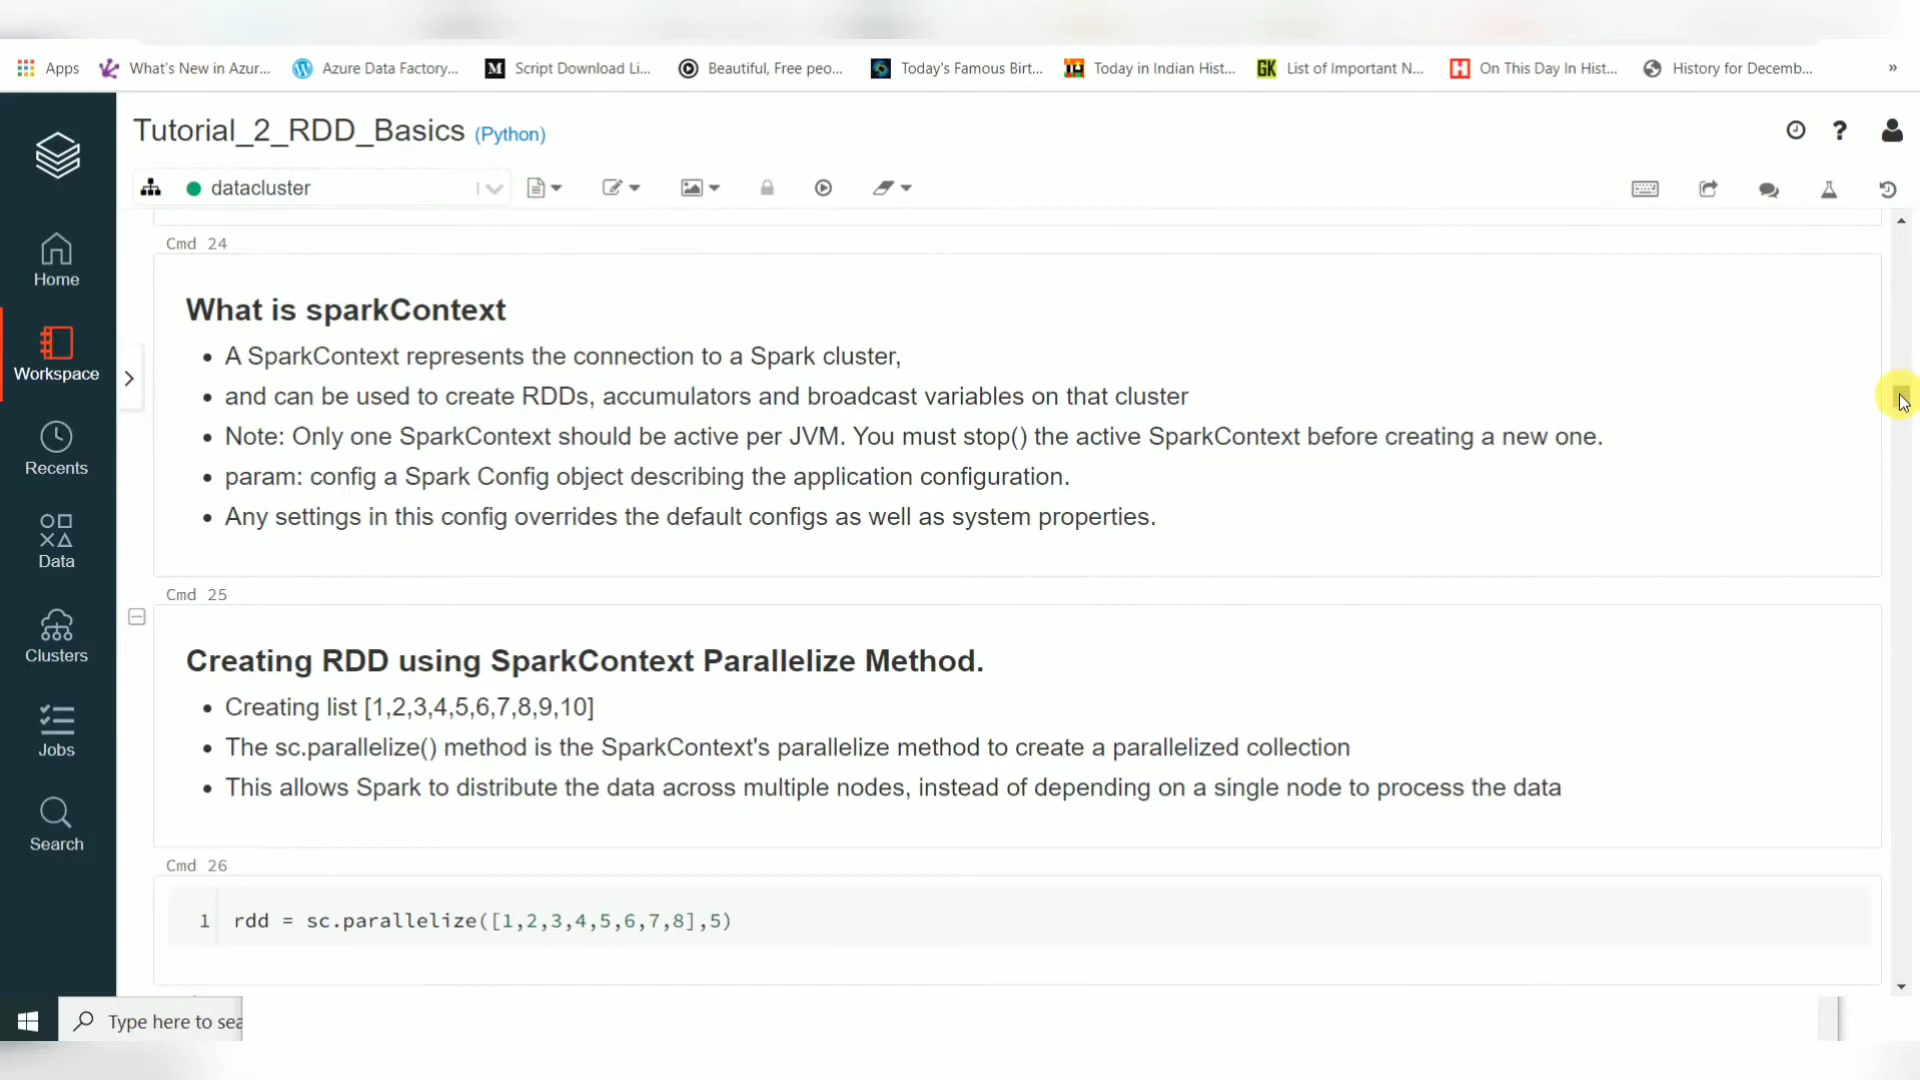 Apps What's New in Azur... Azure Data Factory... Script Download Li... Beautiful, Free peo... Today's Famous Birt... Today in Indian Hist... List of Important N... On This Day In Hist... History for Decemb... »
Tutorial_2_RDD_Basics (Python)
datacluster
Home
Workspace
Recents
Data
Clusters
Jobs
Search
Cmd 24
What is sparkContext
• A SparkContext represents the connection to a Spark cluster,
• and can be used to create RDDs, accumulators and broadcast variables on that cluster
• Note: Only one SparkContext should be active per JVM. You must stop() the active SparkContext before creating a new one.
• param: config a Spark Config object describing the application configuration.
• Any settings in this config overrides the default configs as well as system properties.
Cmd 25
Creating RDD using SparkContext Parallelize Method.
• Creating list [1,2,3,4,5,6,7,8,9,10]
• The sc.parallelize() method is the SparkContext's parallelize method to create a parallelized collection
• This allows Spark to distribute the data across multiple nodes, instead of depending on a single node to process the data
Cmd 26
1 rdd = sc.parallelize([1,2,3,4,5,6,7,8],5)
Type here to sea